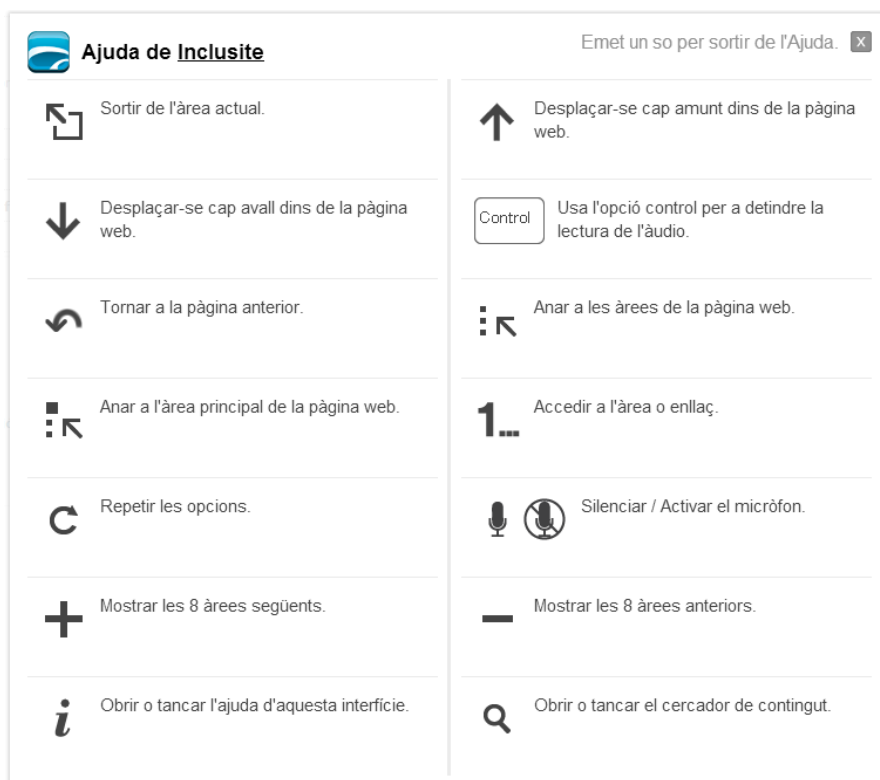 Ajuda de Inclusite
Emet un so per sortir de l'Ajuda. x
Sortir de l'àrea actual.
Desplaçar-se cap amunt dins de la pàgina
web.
Desplaçar-se cap avall dins de la pàgina
web.
Control
Usa l'opció control per a detindre la
lectura de l'àudio.
Tornar a la pàgina anterior.
Anar a les àrees de la pàgina web.
Anar a l'àrea principal de la pàgina web.
1...
Accedir a l'àrea o enllaç.
Repetir les opcions.
Silenciar / Activar el micròfon.
Mostrar les 8 àrees següents.
Mostrar les 8 àrees anteriors.
i
Obrir o tancar l'ajuda d'aquesta interfície.
Obrir o tancar el cercador de contingut.